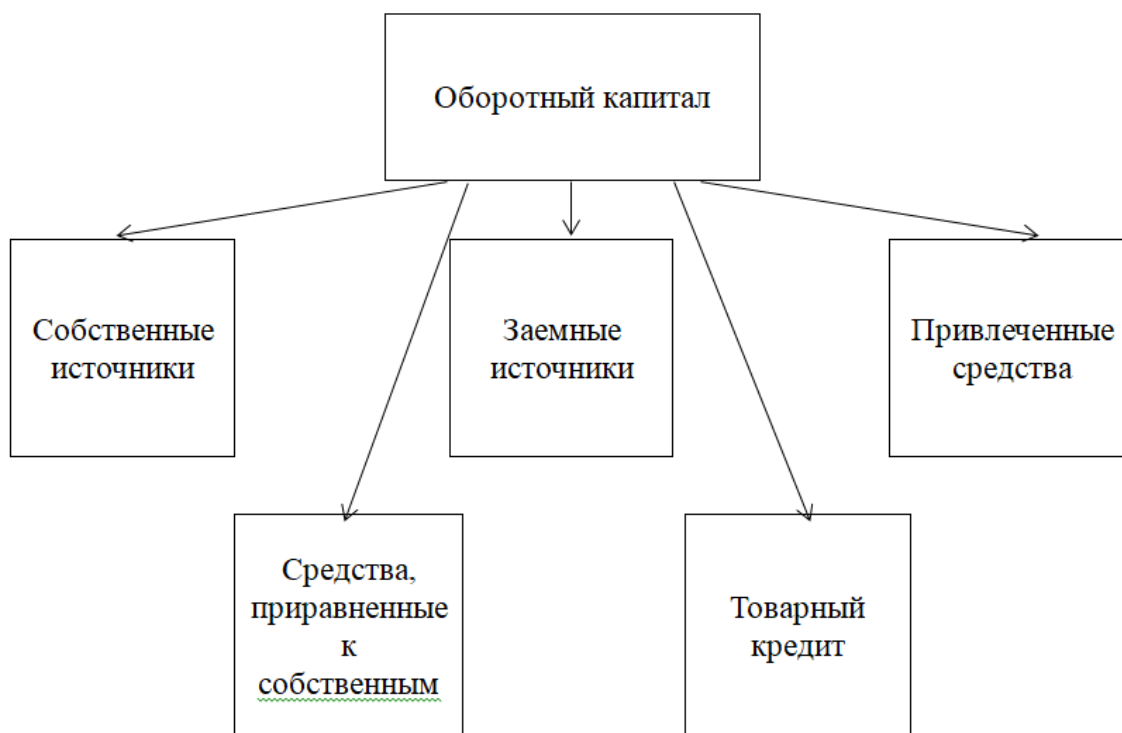 Оборотный капитал
Собственные
источники
Заемные
источники
Привлеченные
средства
Средства,
приравненные
к
собственным
Товарный
кредит